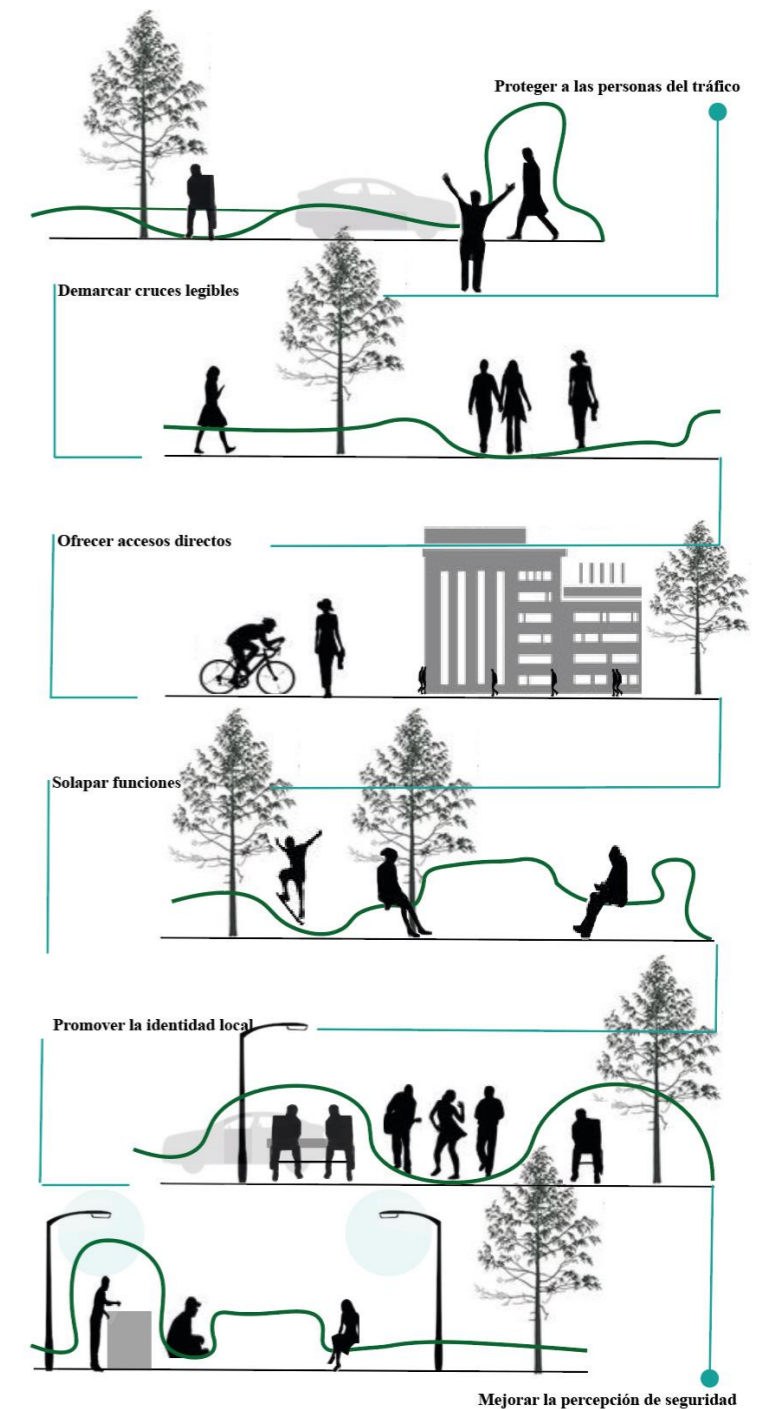 Proteger a las personas del tráfico
Demarcar cruces legibles
Ofrecer accesos directos
Solapar funciones
Promover la identidad local
Mejorar la percepción de seguridad